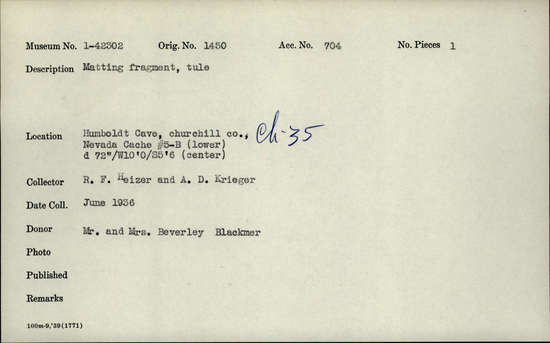 Museum No. 1-42302 Orig. No. 1450 Acc. No. 704 No. Pieces 1
Description Matting fragment, tule
Location Humboldt Cave, churchill co.,
Nevada Cache #5-B (lower) Ch-35
d 72"/W10'0/S5'6 (center)
Collector R. F. Heizer and A. D. Krieger
Date Coll. June 1936
Donor Mr. and Mrs. Beverley Blackmer
Photo
Published
Remarks
100m-9,'39(1771)